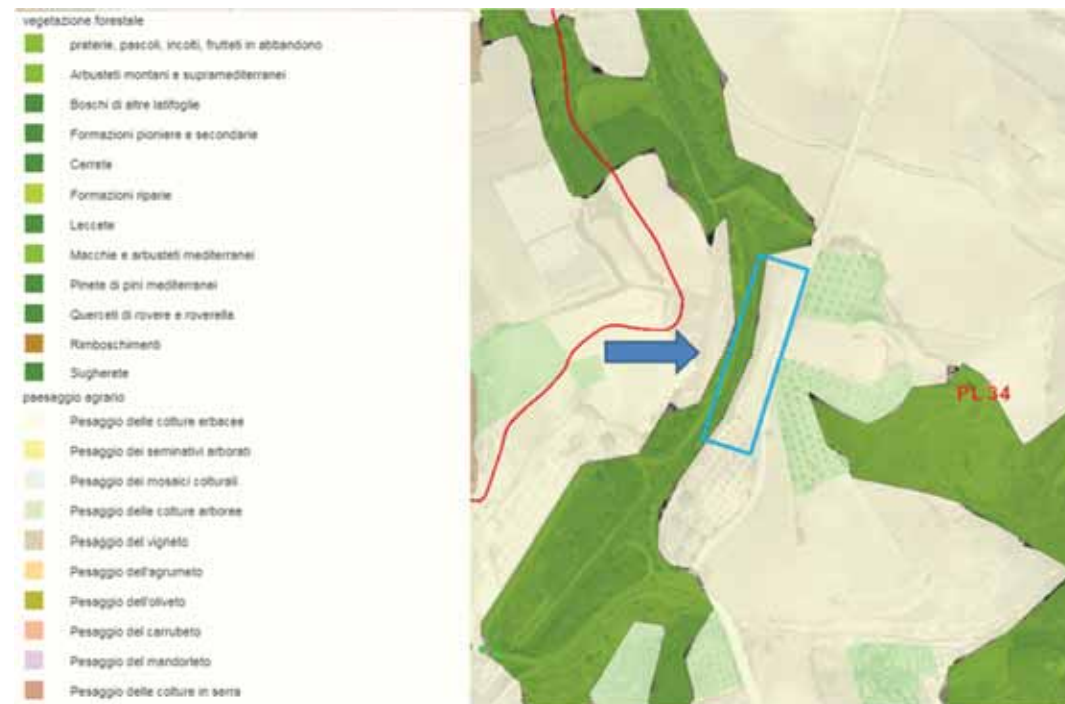 vegetazione forestale
praterie, pascoli, incolti, frutteti in abbandono
Arbusteti montani e supramediterranei
Boschi di altre latifoglie
Formazioni pioniere e secondarie
Cerrete
Formazioni riparie
Leccete
Macchie e arbusteti mediterranei
Pinete di pini mediterranei
Querceti di rovere e roverella
Rimboschimenti
Sugherete
paesaggio agrario
Pesaggio delle colture erbacee
Pesaggio dei seminativi arborati
Pesaggio dei mosaici colturali
Pesaggio delle colture arboree
Pesaggio del vigneto
Pesaggio dell'agrumeto
Pesaggio dell'oliveto
Pesaggio del carrubeto
Pesaggio del mandorleto
Pesaggio delle colture in serra
PL 34